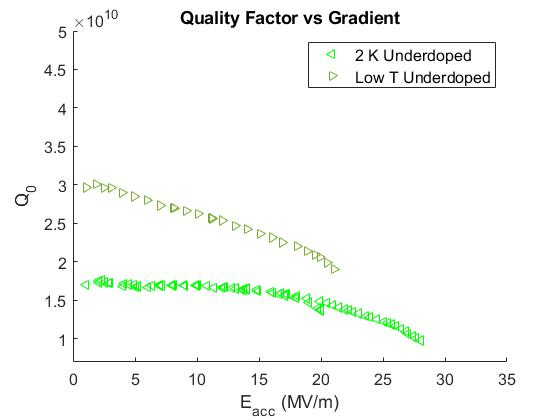 Quality Factor vs Gradient
×10^10
5
4.5
4
3.5
3
2.5
2
1.5
1
Q_0
2 K Underdoped
Low T Underdoped
0 5 10 15 20 25 30 35
E_acc (MV/m)